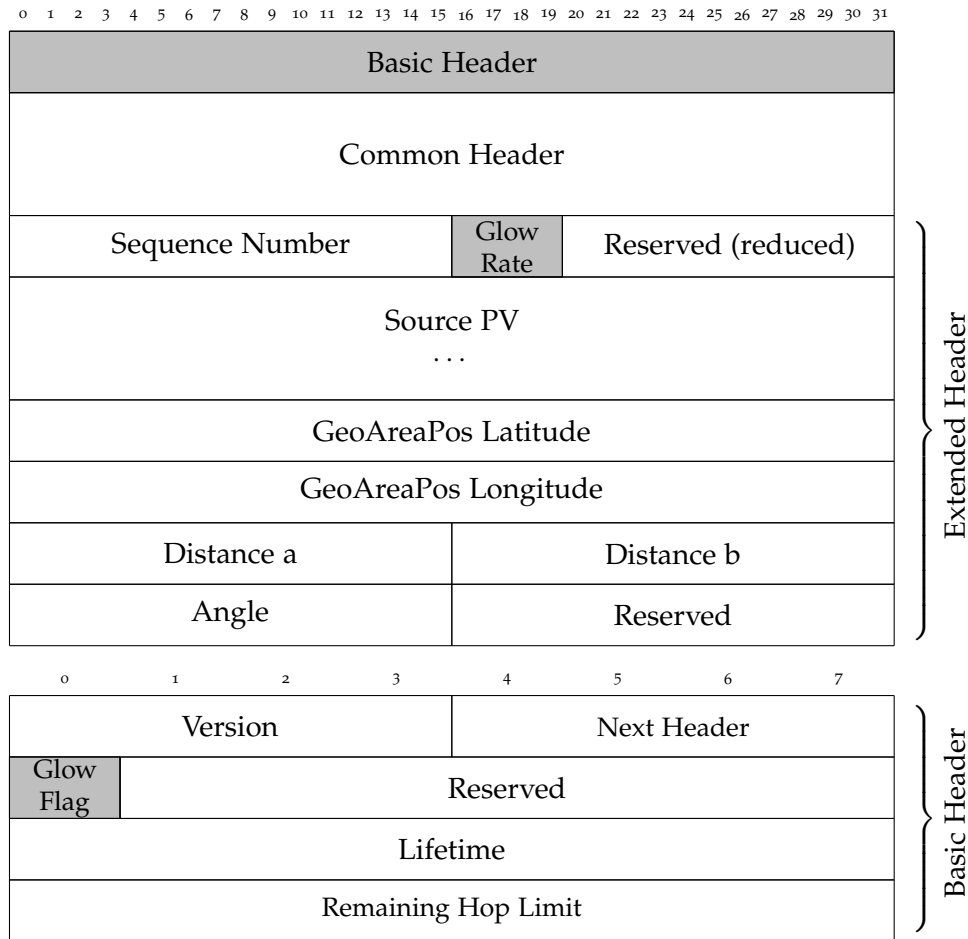 0 1 2 3 4 5 6 7 8 9 10 11 12 13 14 15 16 17 18 19 20 21 22 23 24 25 26 27 28 29 30 31
Basic Header
Common Header
Sequence Number
Glow
Rate
Reserved (reduced)
Source PV
. . .
GeoAreaPos Latitude
GeoAreaPos Longitude
Distance a
Distance b
Angle
Reserved
Extended Header
0 1 2 3 4 5 6 7
Version
Next Header
Glow
Flag
Reserved
Lifetime
Remaining Hop Limit
Basic Header